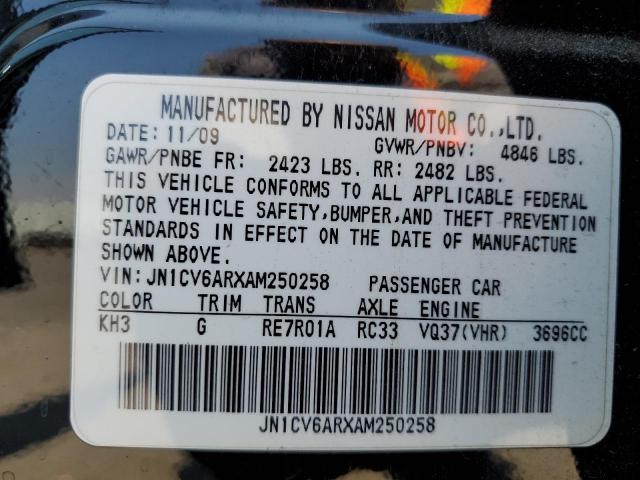 MANUFACTURED BY NISSAN MOTOR CO.,LTD.
DATE: 11/09 GVWR/PNBV: 4846 LBS.
GAWR/PNBE FR: 2423 LBS. RR: 2482 LBS.
THIS VEHICLE CONFORMS TO ALL APPLICABLE FEDERAL
MOTOR VEHICLE SAFETY,BUMPER,AND THEFT PREVENTION
STANDARDS IN EFFECT ON THE DATE OF MANUFACTURE
SHOWN ABOVE.
VIN:JN1CV6ARXAM250258 PASSENGER CAR
COLOR TRIM TRANS AXLE ENGINE
KH3 G RE7R01A RC33 VQ37(VHR) 3696CC
JN1CV6ARXAM250258